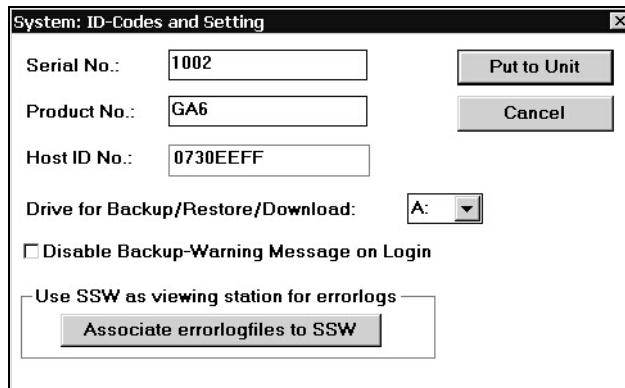 System: ID-Codes and Setting
Serial No.: 1002 Put to Unit
Product No.: GA6 Cancel
Host ID No.: 0730EEFF
Drive for Backup/Restore/Download: A:
Disable Backup-Warning Message on Login
Use SSW as viewing station for errorlogs
Associate errorlogfiles to SSW